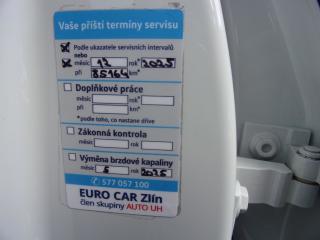 Vaše příští termíny servisu
Podle ukazatele servisních intervalů
nebo
měsíc 12 rok* 2025
při 85164 km*
Doplňkové práce
měsíc rok*
při km*
*podle toho, co nastane dříve
Zákonná kontrola
měsíc rok
Výměna brzdové kapaliny
měsíc 5 rok 2025
577 057 100
EURO CAR Zlín
člen skupiny AUTO UH